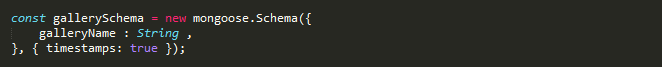 const gallerySchema = new mongoose.Schema({
    galleryName : String ,
}, { timestamps: true });